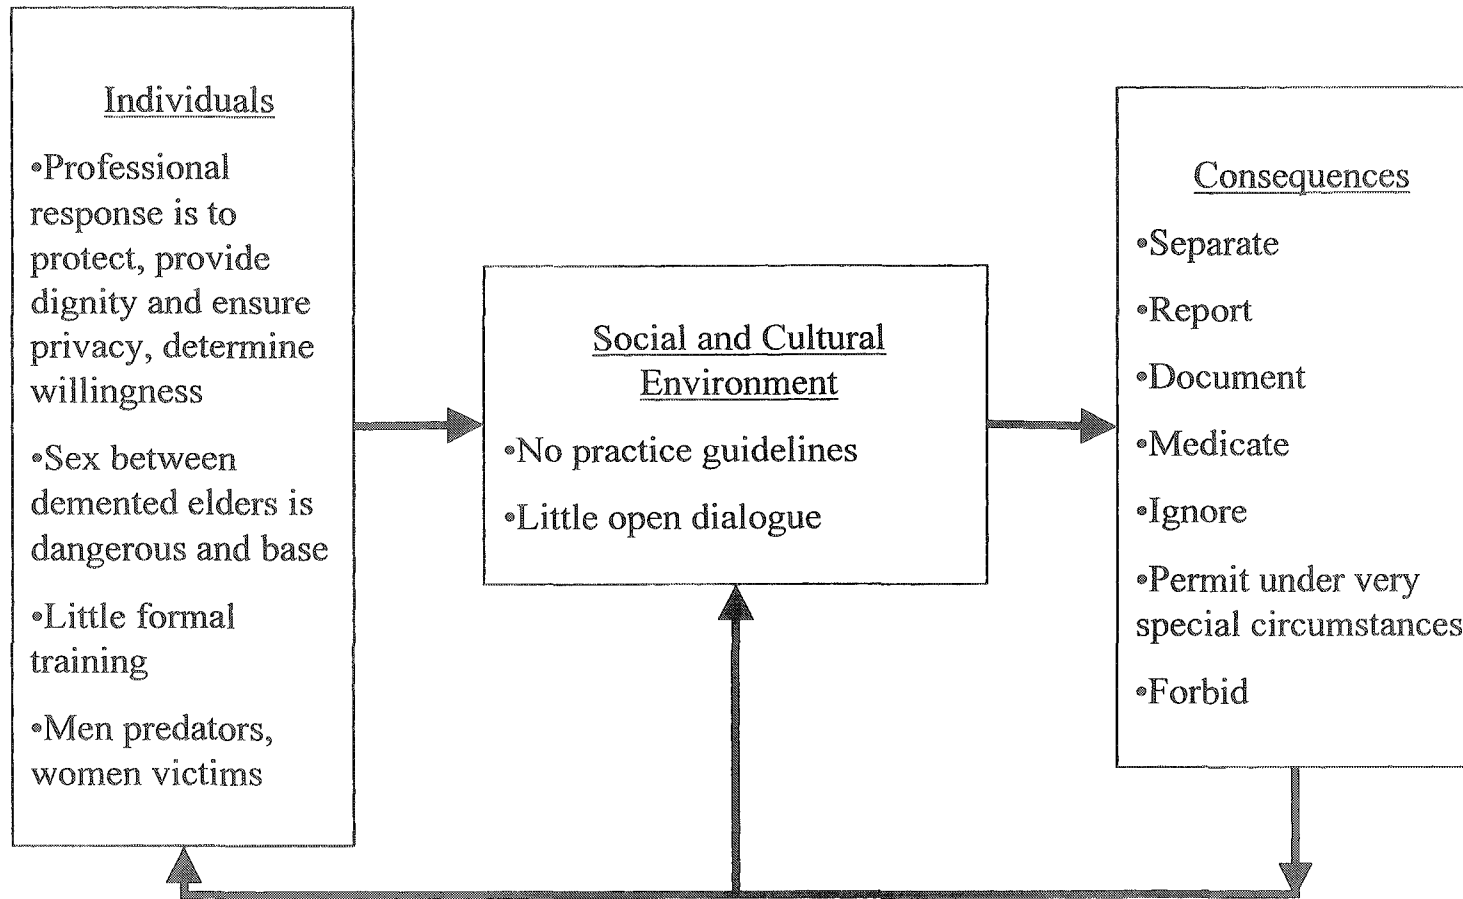 Individuals
•Professional
response is to
protect, provide
dignity and ensure
privacy, determine
willingness
•Sex between
demented elders is
dangerous and base
•Little formal
training
•Men predators,
women victims
Social and Cultural
Environment
•No practice guidelines
•Little open dialogue
Consequences
•Separate
•Report
•Document
•Medicate
•Ignore
•Permit under very
special circumstances
•Forbid